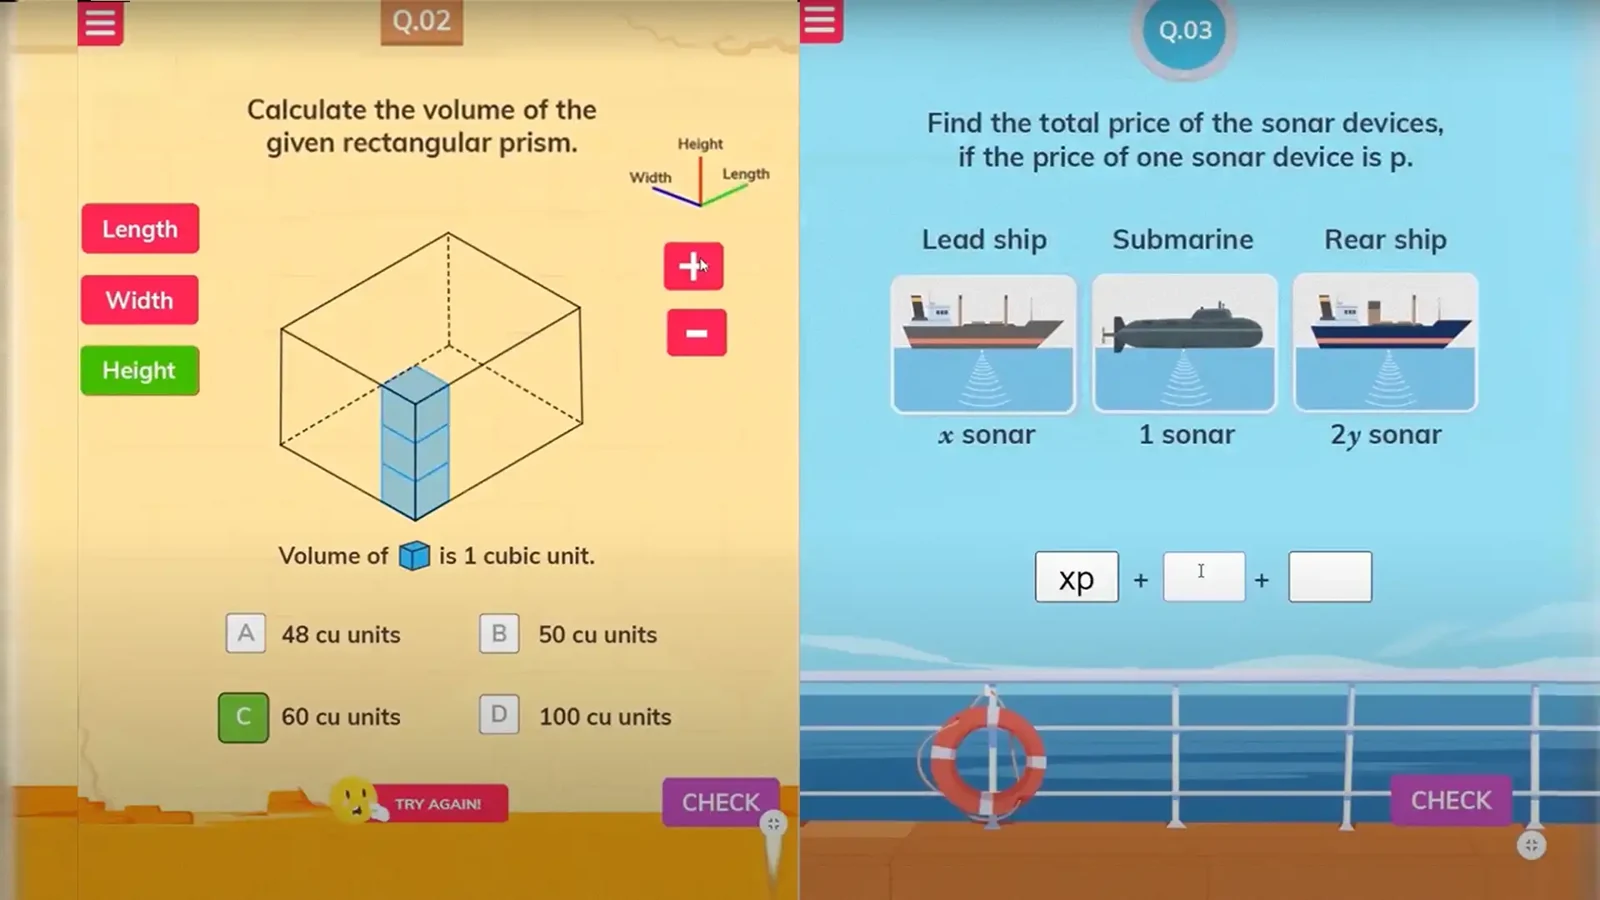 Q.02
Calculate the volume of the
given rectangular prism.
Height
Width
Length
Length
Width
Height
+
-
Volume of is 1 cubic unit.
A 48 cu units
B 50 cu units
C 60 cu units
D 100 cu units
TRY AGAIN!
CHECK
Q.03
Find the total price of the sonar devices,
if the price of one sonar device is p.
Lead ship
Submarine
Rear ship
x sonar
1 sonar
2y sonar
xp + +
CHECK